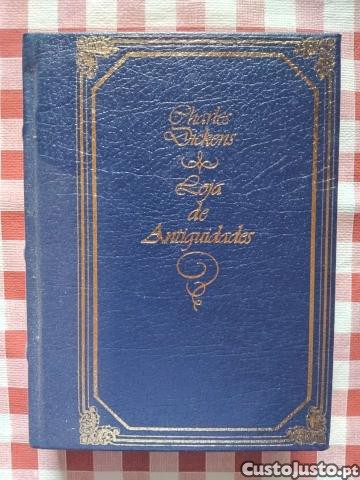 Charles
Dickens
Loja
de
Antiguidades
CustoJusto.pt